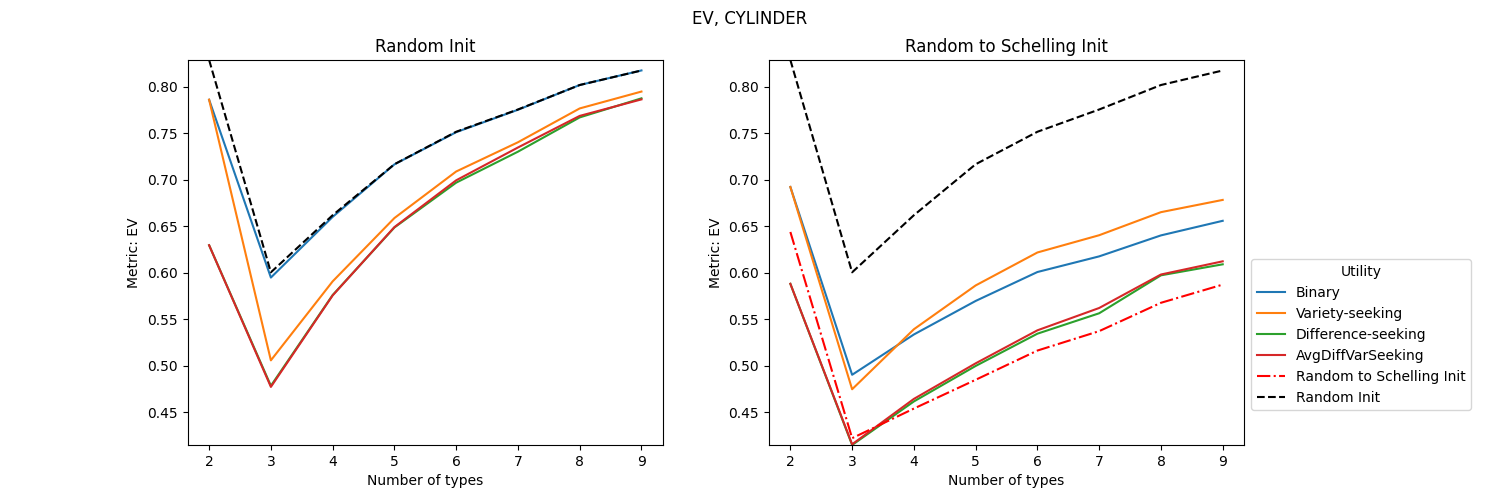 EV, CYLINDER
Random Init
Metric: EV
0.80
0.75
0.70
0.65
0.60
0.55
0.50
0.45
2 3 4 5 6 7 8 9
Number of types
Random to Schelling Init
Metric: EV
0.80
0.75
0.70
0.65
0.60
0.55
0.50
0.45
2 3 4 5 6 7 8 9
Number of types
Utility
Binary
Variety-seeking
Difference-seeking
AvgDiffVarSeeking
Random to Schelling Init
Random Init